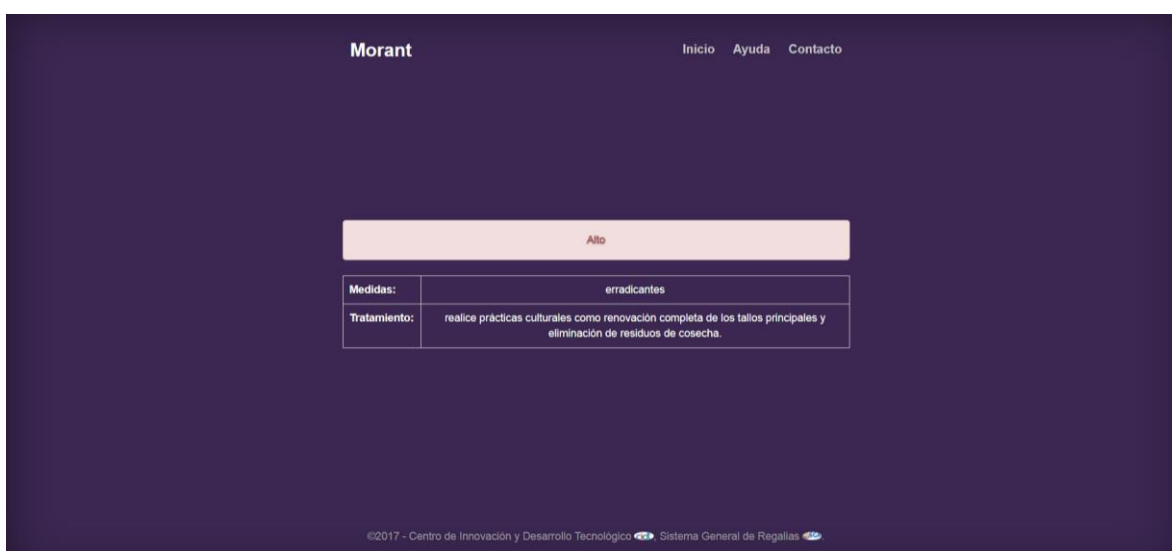 Morant
Inicio Ayuda Contacto
Alto
Medidas: erradicantes
Tratamiento: realice prácticas culturales como renovación completa de los tallos principales y
eliminación de residuos de cosecha.
©2017 - Centro de Innovación y Desarrollo Tecnológico , Sistema General de Regalías